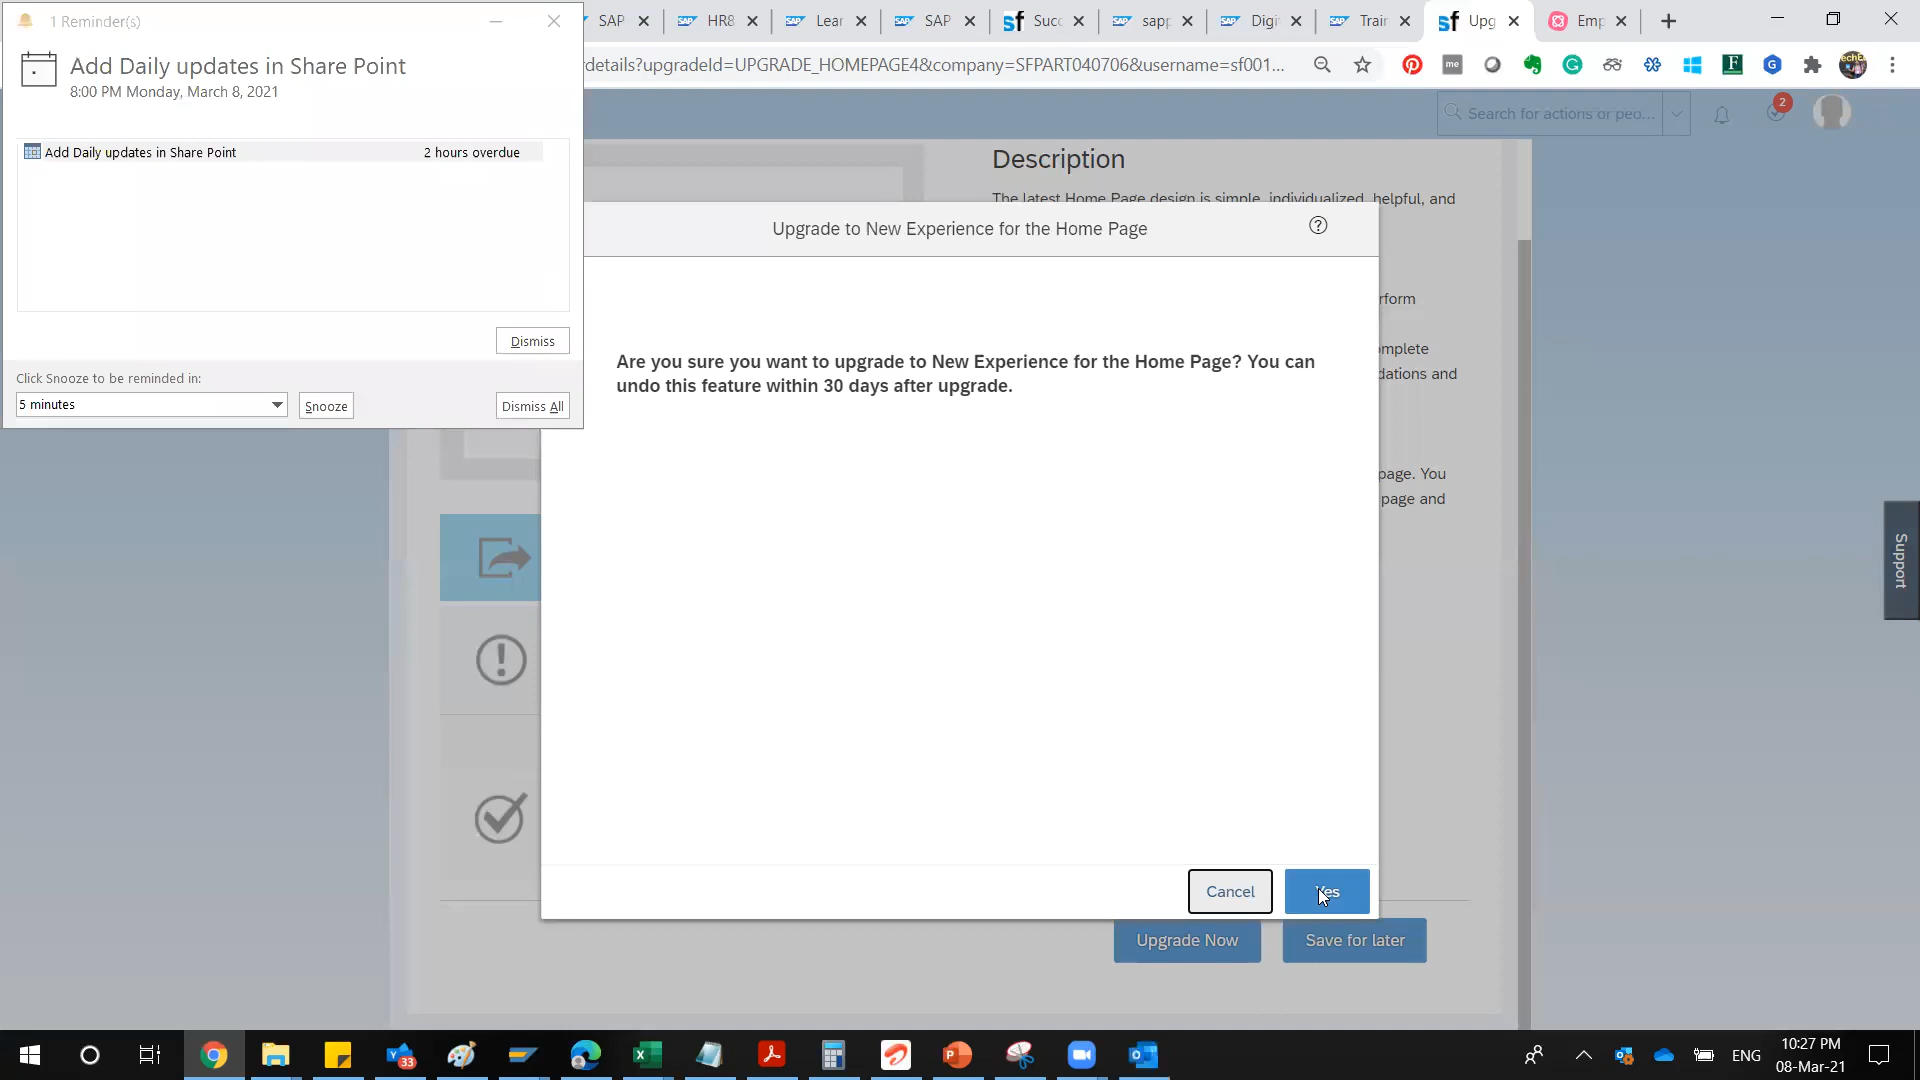 1 Reminder(s)
Add Daily updates in Share Point
8:00 PM Monday, March 8, 2021
Add Daily updates in Share Point 2 hours overdue
Dismiss
Click Snooze to be reminded in:
5 minutes
Snooze
Dismiss All
SAP
HR8
Lear
SAP
Succ
sapp
Digi
Train
Upg
Emp
details?upgradeId=UPGRADE_HOMEPAGE4&company=SFPART040706&username=sf001...
me
Search for actions or peo...
2
Description
The latest Home Page design is simple, individualized, helpful, and
Upgrade to New Experience for the Home Page
rform
mplete
dations and
page. You
page and
Are you sure you want to upgrade to New Experience for the Home Page? You can
undo this feature within 30 days after upgrade.
Support
Cancel
Yes
Upgrade Now
Save for later
33
ENG
10:27 PM
08-Mar-21